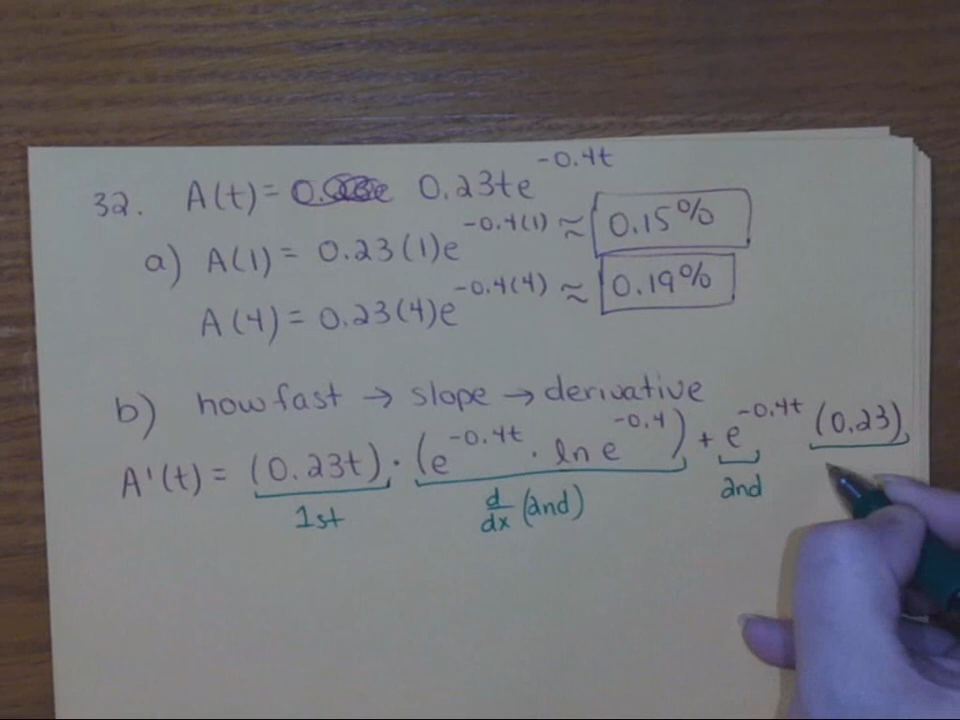 32. A(t) = 0.23te^{-0.4t}
a) A(1) = 0.23(1)e^{-0.4(1)} ≈ 0.15%
A(4) = 0.23(4)e^{-0.4(4)} ≈ 0.19%
b) how fast → slope → derivative
A'(t) = (0.23t) · (e^{-0.4t} · ln e^{-0.4}) + e^{-0.4t} (0.23)
1st d/dx (2nd) 2nd